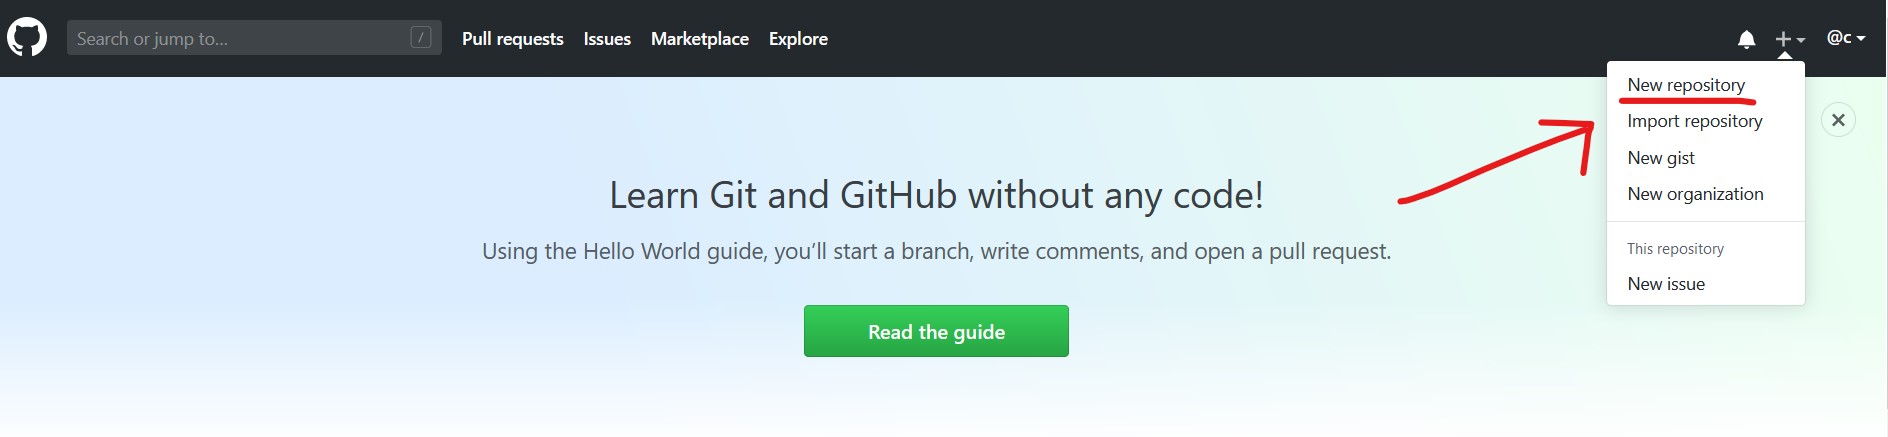 Search or jump to... / Pull requests Issues Marketplace Explore @c
New repository
Import repository
New gist
New organization
This repository
New issue
Learn Git and GitHub without any code!
Using the Hello World guide, you’ll start a branch, write comments, and open a pull request.
Read the guide